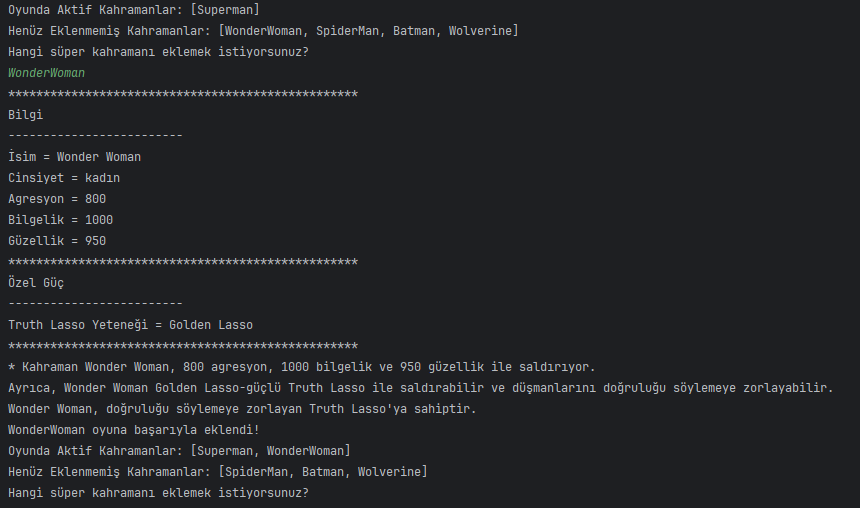 Oyunda Aktif Kahramanlar: [Superman]
Henüz Eklenmemiş Kahramanlar: [WonderWoman, SpiderMan, Batman, Wolverine]
Hangi süper kahramanı eklemek istiyorsunuz?
WonderWoman
**************************************************
Bilgi
-------------------------
İsim = Wonder Woman
Cinsiyet = kadın
Agresyon = 800
Bilgelik = 1000
Güzellik = 950
**************************************************
Özel Güç
-------------------------
Truth Lasso Yeteneği = Golden Lasso
**************************************************
* Kahraman Wonder Woman, 800 agresyon, 1000 bilgelik ve 950 güzellik ile saldırıyor.
Ayrıca, Wonder Woman Golden Lasso-güçlü Truth Lasso ile saldırabilir ve düşmanlarını doğruluğu söylemeye zorlayabilir.
Wonder Woman, doğruluğu söylemeye zorlayan Truth Lasso'ya sahiptir.
WonderWoman oyuna başarıyla eklendi!
Oyunda Aktif Kahramanlar: [Superman, WonderWoman]
Henüz Eklenmemiş Kahramanlar: [SpiderMan, Batman, Wolverine]
Hangi süper kahramanı eklemek istiyorsunuz?